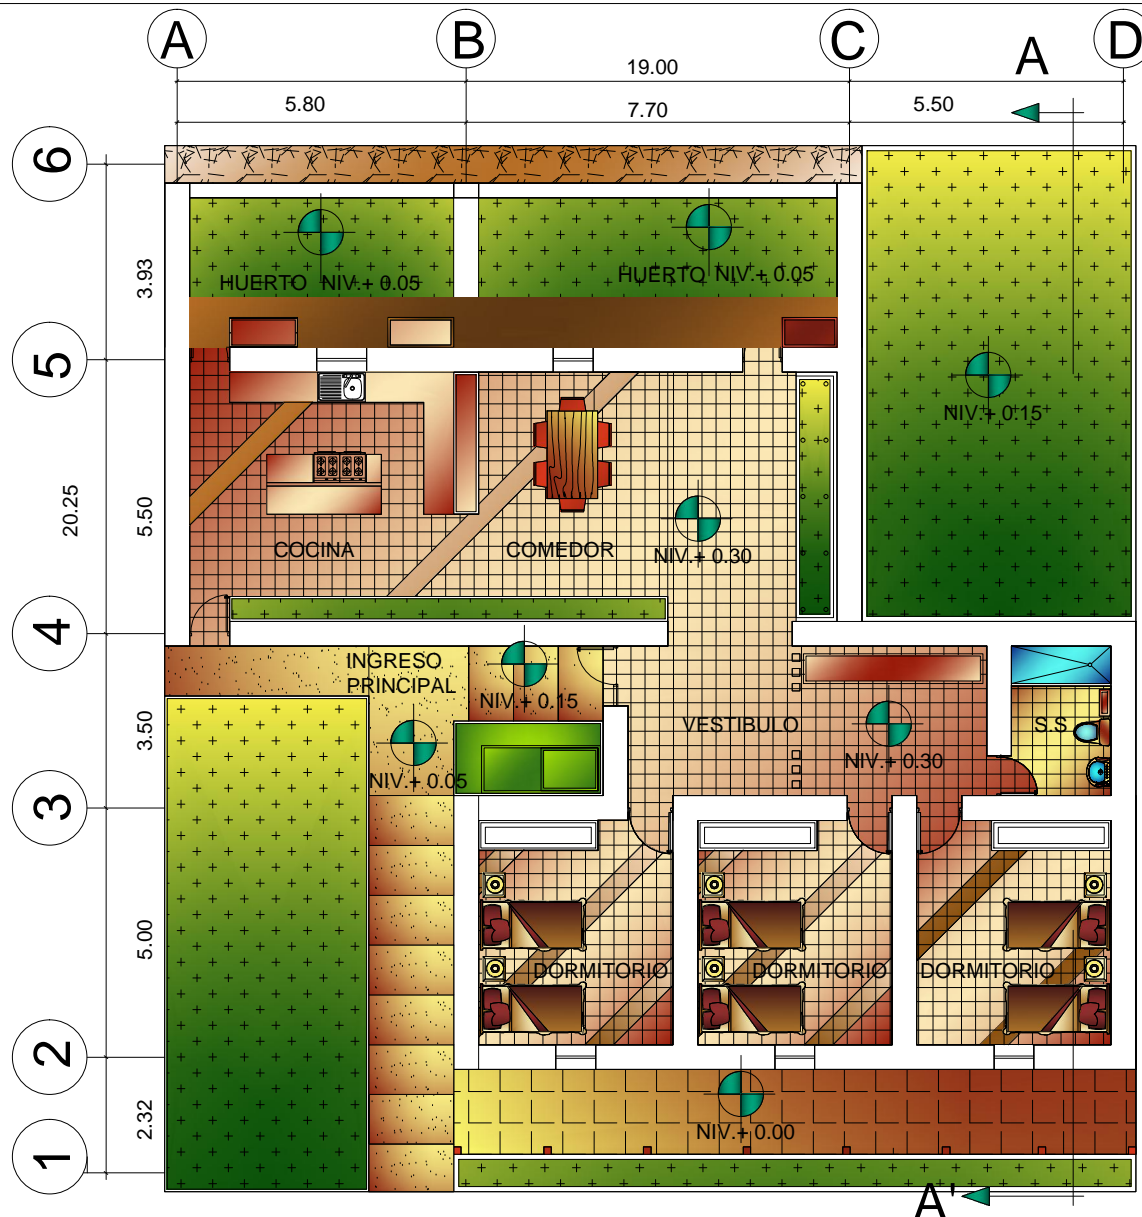 A
B
C
A
D
19.00
5.80
7.70
5.50
6
5
4
3
2
1
3.93
5.50
20.25
3.50
5.00
2.32
HUERTO NIV.+ 0.05
HUERTO NIV.+ 0.05
NIV.+ 0.15
COCINA
COMEDOR
NIV.+ 0.30
INGRESO
PRINCIPAL
NIV.+ 0.15
VESTIBULO
S.S
NIV.+ 0.30
NIV.+ 0.05
DORMITORIO
DORMITORIO
DORMITORIO
NIV.+ 0.00
A'